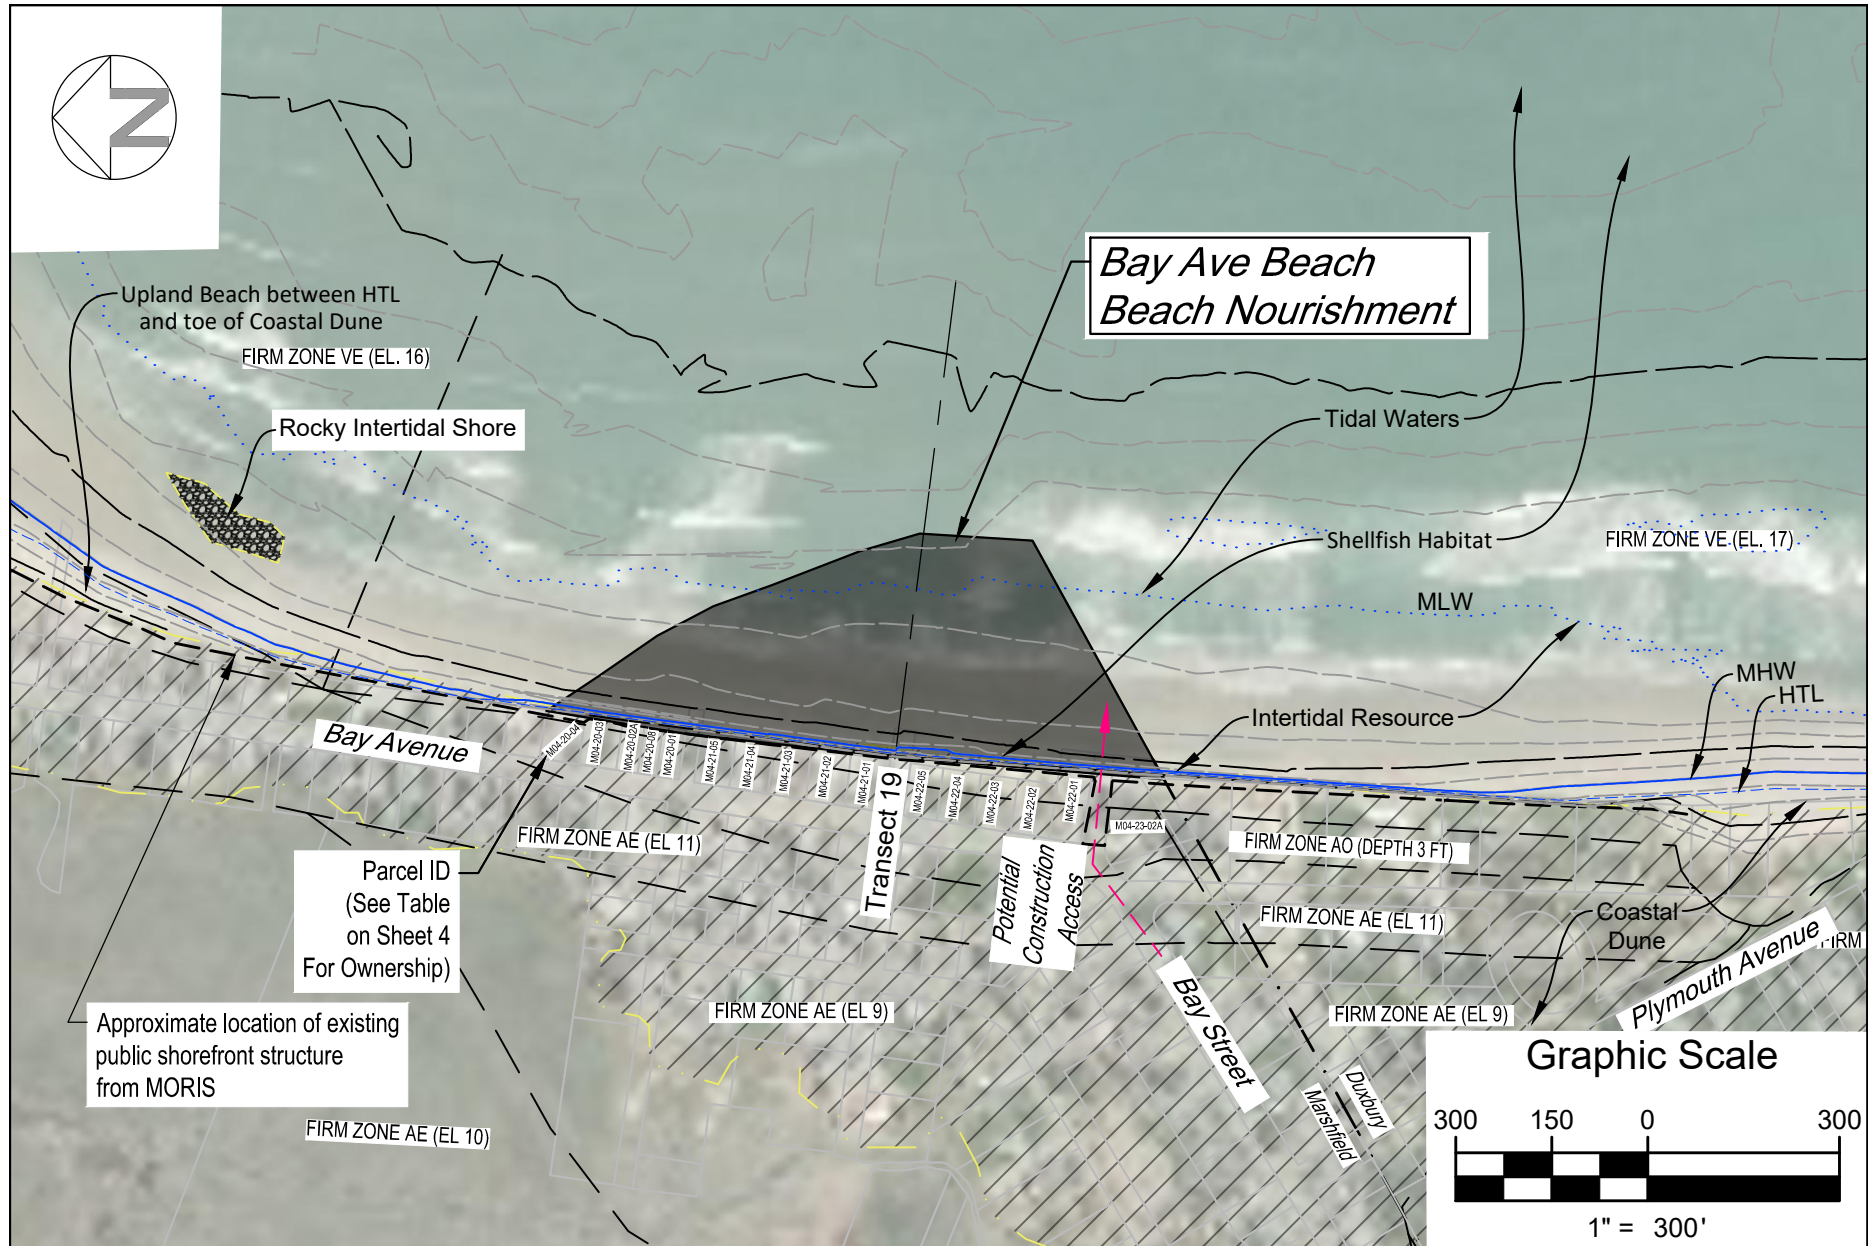 N
Bay Ave Beach
Beach Nourishment
Upland Beach between HTL
and toe of Coastal Dune
FIRM ZONE VE (EL. 16)
Rocky Intertidal Shore
Tidal Waters
Shellfish Habitat
FIRM ZONE VE (EL. 17)
MLW
MHW
HTL
Intertidal Resource
Bay Avenue
M04-20-04
M04-20-03
M04-20-02A
M04-20-08
M04-20-01
M04-21-05
M04-21-04
M04-21-03
M04-21-02
M04-21-01
Transect 19
M04-22-05
M04-22-04
M04-22-03
M04-22-02
M04-22-01
M04-23-02A
FIRM ZONE AE (EL 11)
FIRM ZONE AO (DEPTH 3 FT)
Parcel ID
(See Table
on Sheet 4
For Ownership)
Potential
Construction
Access
FIRM ZONE AE (EL 11)
Coastal
Dune
Plymouth Avenue
FIRM
Approximate location of existing
public shorefront structure
from MORIS
FIRM ZONE AE (EL 9)
Bay Street
FIRM ZONE AE (EL 9)
FIRM ZONE AE (EL 10)
Duxbury
Marshfield
Graphic Scale
300 150 0 300
1" = 300'